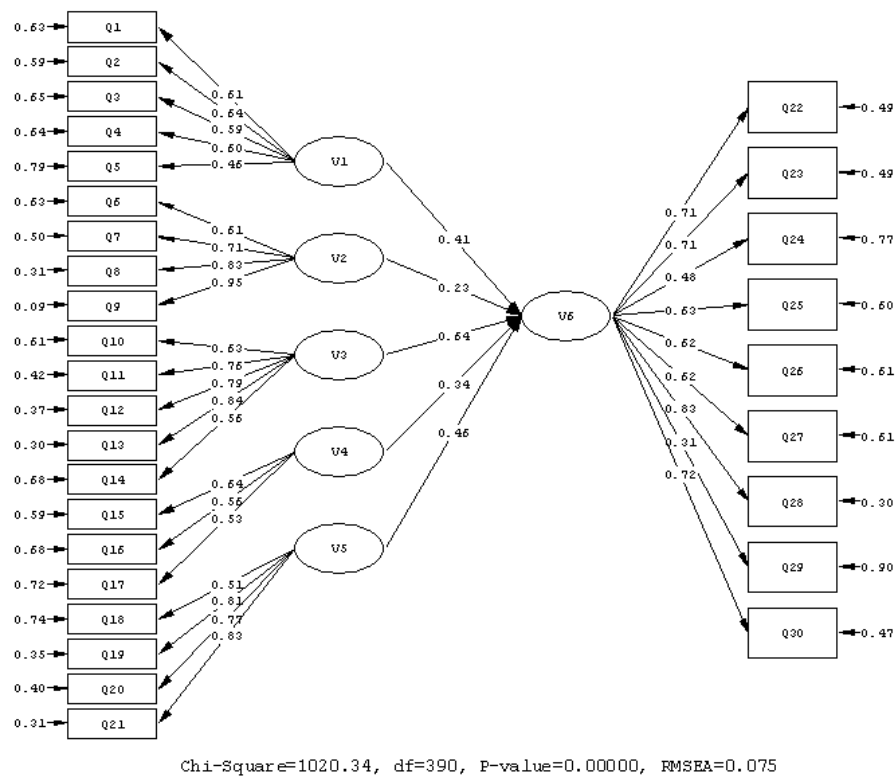 0.63 Q1
0.59 Q2
0.65 Q3
0.64 Q4
0.79 Q5
0.63 Q6
0.50 Q7
0.31 Q8
0.09 Q9
0.61 Q10
0.42 Q11
0.37 Q12
0.30 Q13
0.68 Q14
0.59 Q15
0.68 Q16
0.72 Q17
0.74 Q18
0.35 Q19
0.40 Q20
0.31 Q21
0.61
0.64
0.59
0.60
0.46
0.61
0.71
0.83
0.95
0.63
0.76
0.79
0.84
0.56
0.64
0.56
0.53
0.51
0.81
0.77
0.83
V1
V2
V3
V4
V5
0.41
0.23
0.64
0.34
0.46
V6
0.71
0.71
0.48
0.63
0.62
0.62
0.83
0.31
0.72
Q22 0.49
Q23 0.49
Q24 0.77
Q25 0.60
Q26 0.61
Q27 0.61
Q28 0.30
Q29 0.90
Q30 0.47
Chi-Square=1020.34, df=390, P-value=0.00000, RMSEA=0.075